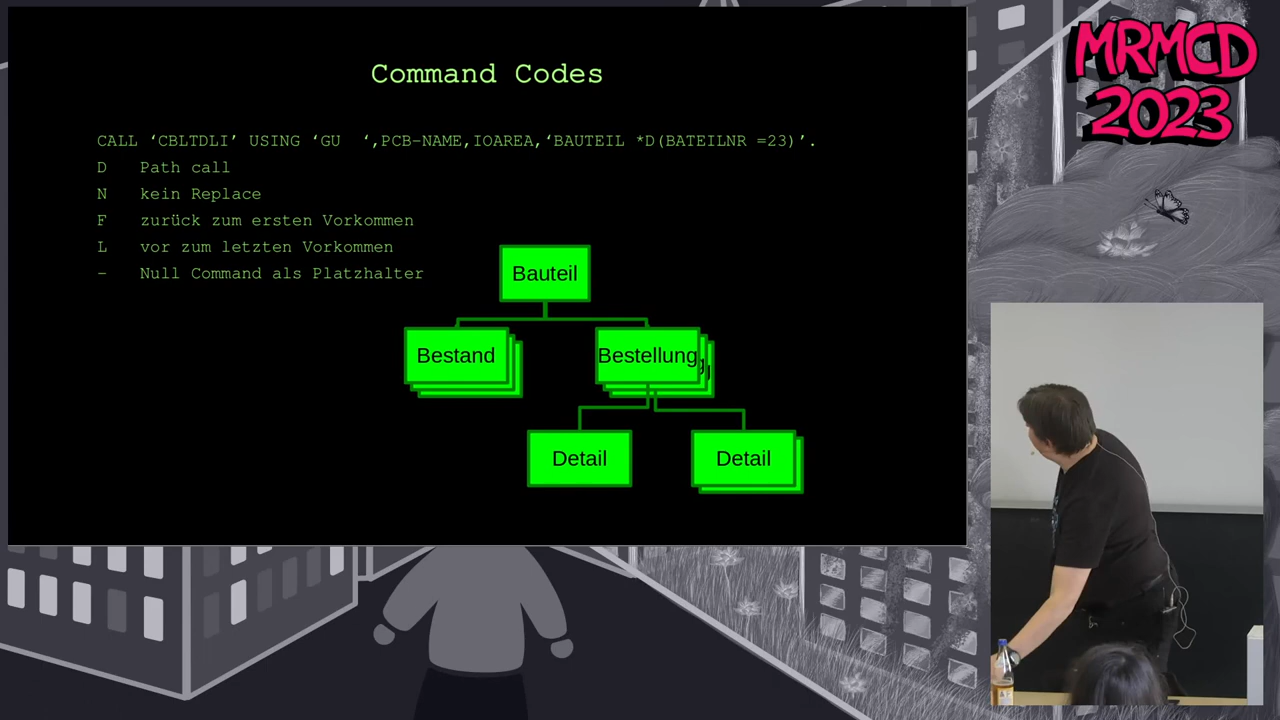 Command Codes
CALL ‘CBLTDLI’ USING ‘GU  ‘,PCB-NAME,IOAREA,‘BAUTEIL *D(BATEILNR =23)’.
D Path call
N kein Replace
F zurück zum ersten Vorkommen
L vor zum letzten Vorkommen
- Null Command als Platzhalter
Bauteil
Bestand
Bestellung
Detail
Detail
MRMCD
2023